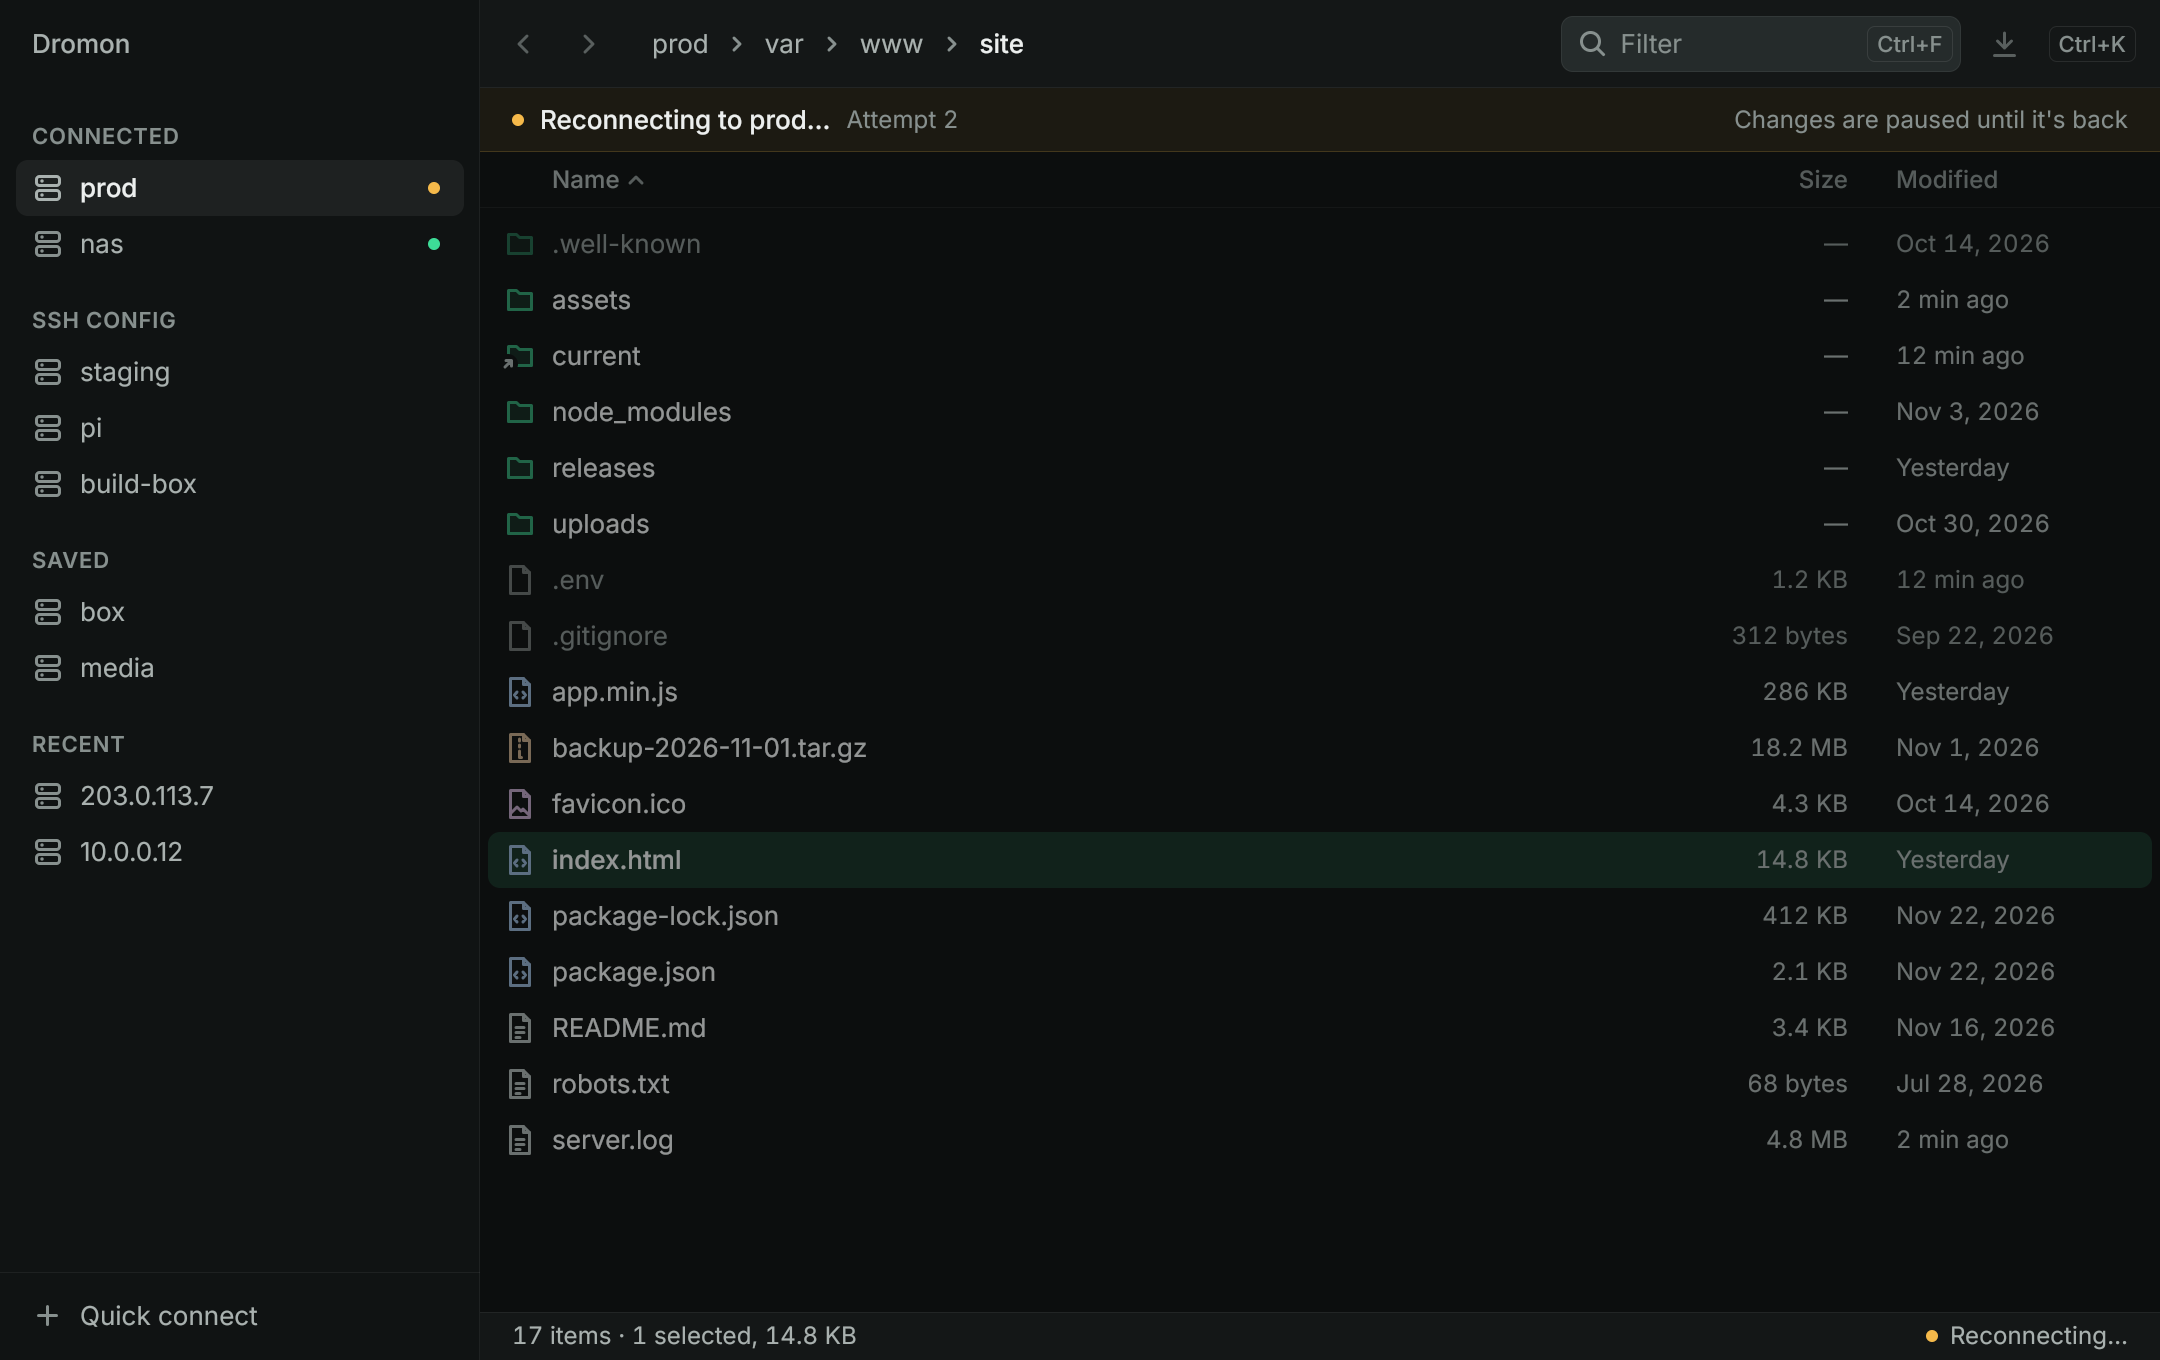 Dromon
CONNECTED
prod
nas
SSH CONFIG
staging
pi
build-box
SAVED
box
media
RECENT
203.0.113.7
10.0.0.12
Quick connect
prod > var > www > site
Filter Ctrl+F
Ctrl+K
Reconnecting to prod... Attempt 2 Changes are paused until it's back
Name Size Modified
.well-known — Oct 14, 2026
assets — 2 min ago
current — 12 min ago
node_modules — Nov 3, 2026
releases — Yesterday
uploads — Oct 30, 2026
.env 1.2 KB 12 min ago
.gitignore 312 bytes Sep 22, 2026
app.min.js 286 KB Yesterday
backup-2026-11-01.tar.gz 18.2 MB Nov 1, 2026
favicon.ico 4.3 KB Oct 14, 2026
index.html 14.8 KB Yesterday
package-lock.json 412 KB Nov 22, 2026
package.json 2.1 KB Nov 22, 2026
README.md 3.4 KB Nov 16, 2026
robots.txt 68 bytes Jul 28, 2026
server.log 4.8 MB 2 min ago
17 items · 1 selected, 14.8 KB Reconnecting...